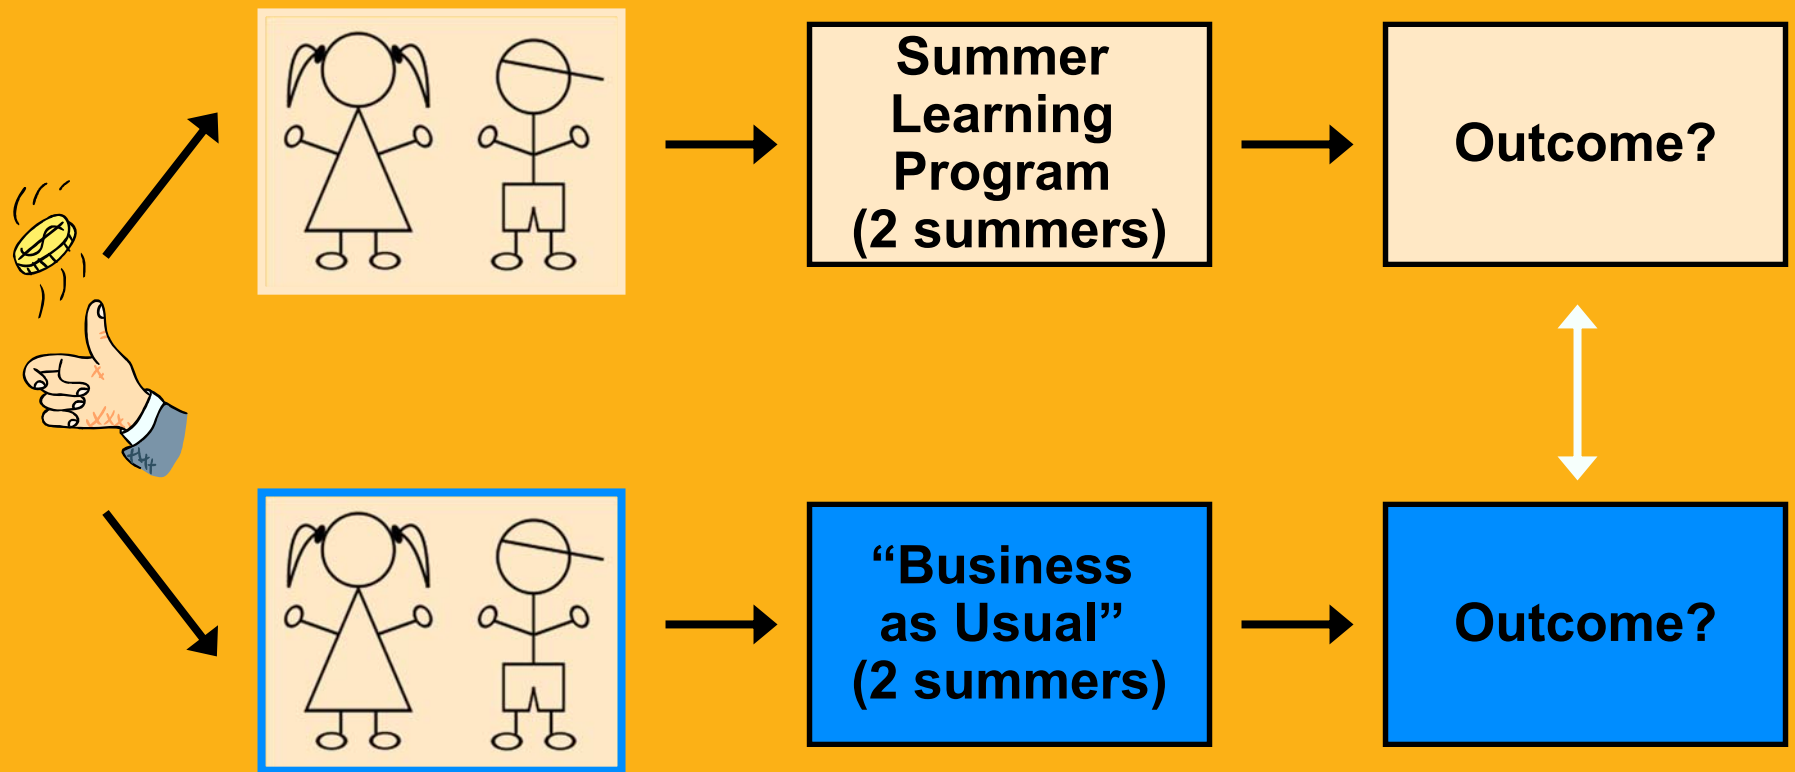 Summer
Learning
Program
(2 summers)
Outcome?
“Business
as Usual”
(2 summers)
Outcome?